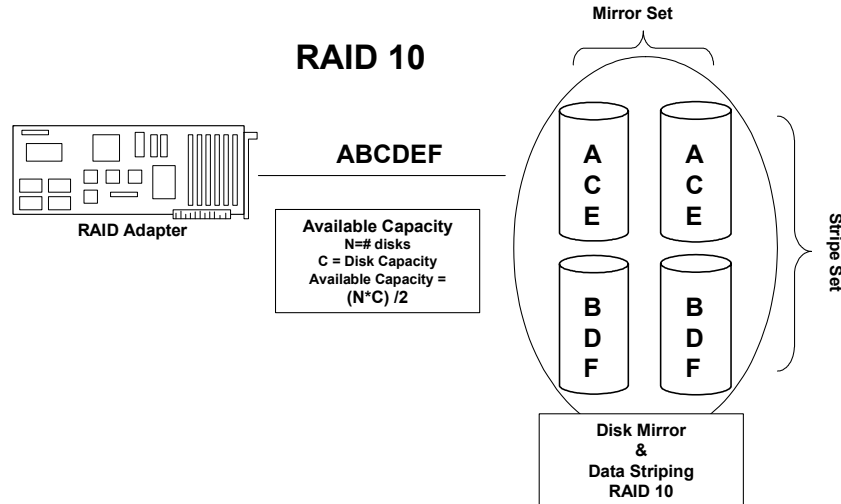 Mirror Set
RAID 10
ABCDEF
RAID Adapter
Available Capacity
N=# disks
C = Disk Capacity
Available Capacity =
(N*C) /2
A
C
E
A
C
E
B
D
F
B
D
F
Stripe Set
Disk Mirror
&
Data Striping
RAID 10